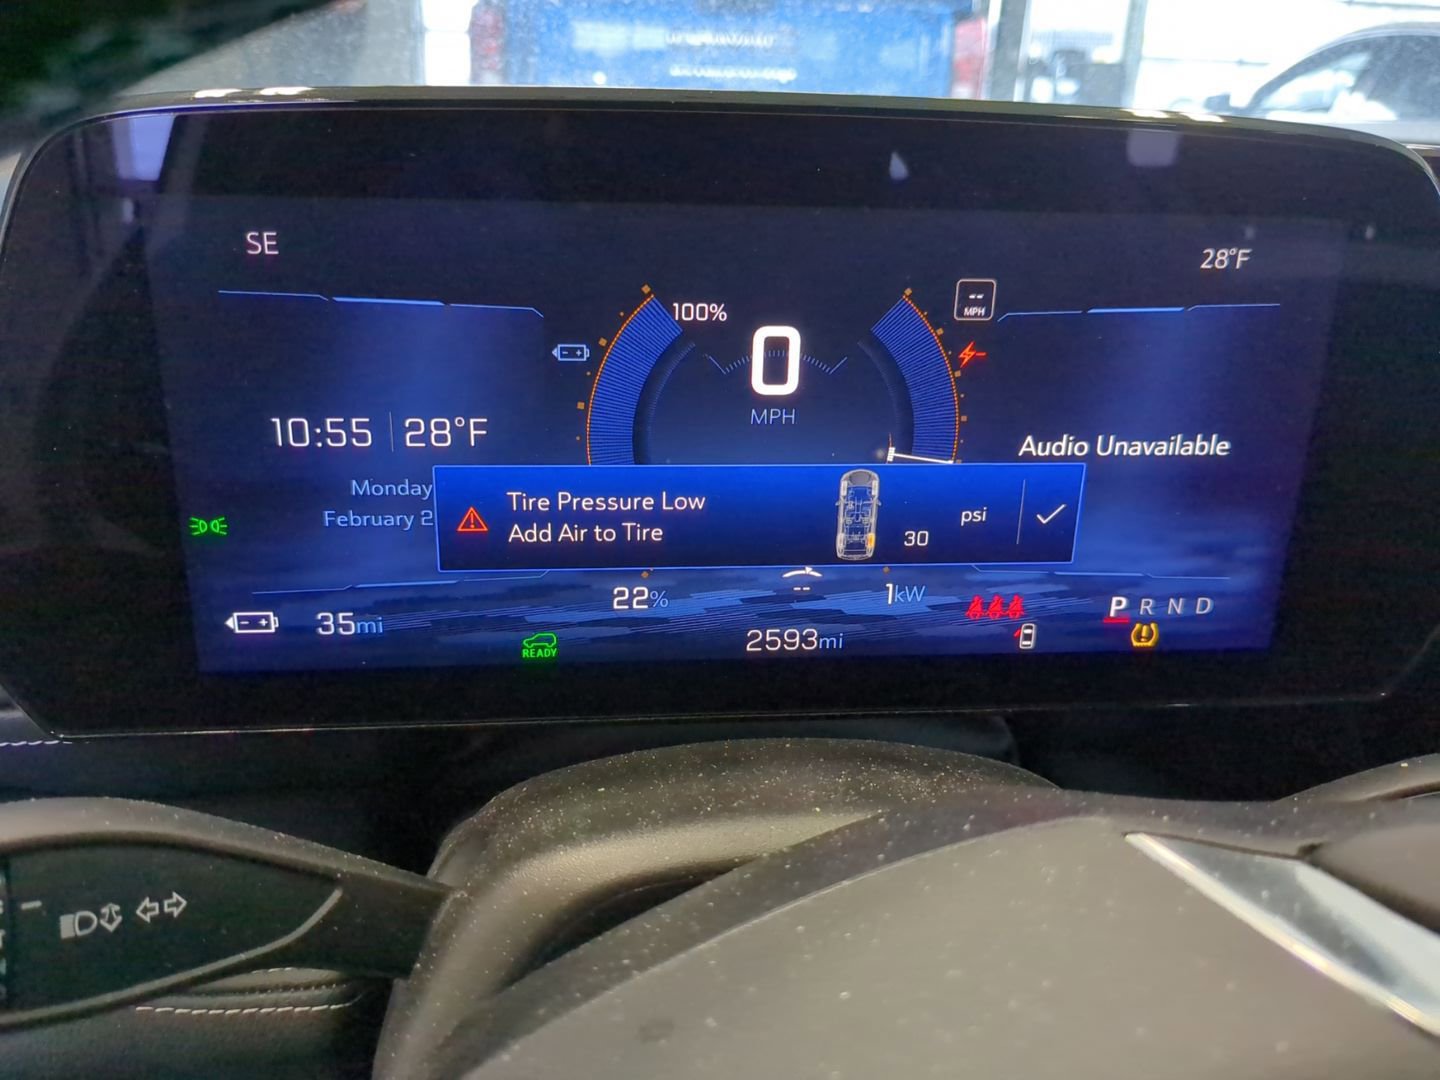 SE
28°F
--
MPH
100%
0
MPH
10:55
28°F
Audio Unavailable
Monday
February 2
Tire Pressure Low
Add Air to Tire
30
psi
22%
--
1kW
35mi
READY
2593mi
P R N D